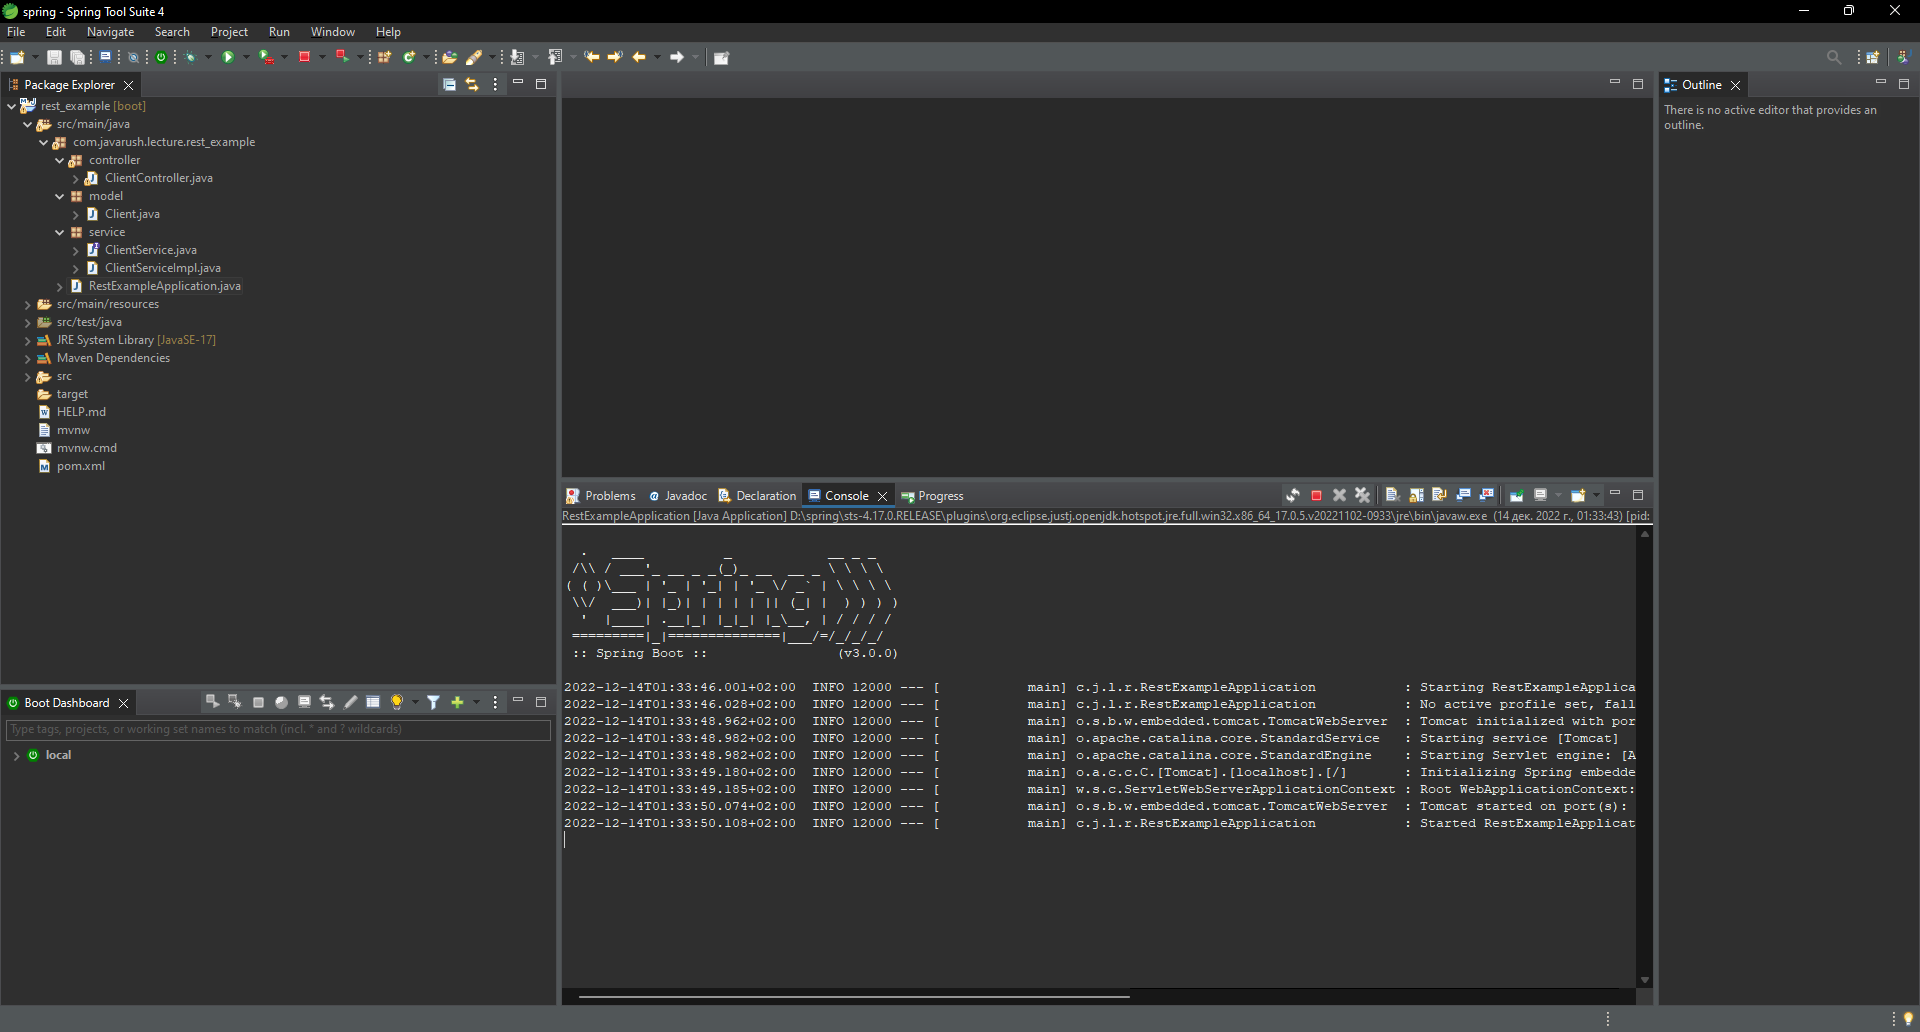 spring - Spring Tool Suite 4
File Edit Navigate Search Project Run Window Help
Package Explorer
rest_example [boot]
src/main/java
com.javarush.lecture.rest_example
controller
ClientController.java
model
Client.java
service
ClientService.java
ClientServiceImpl.java
RestExampleApplication.java
src/main/resources
src/test/java
JRE System Library [JavaSE-17]
Maven Dependencies
src
target
HELP.md
mvnw
mvnw.cmd
pom.xml
Boot Dashboard
Type tags, projects, or working set names to match (incl. * and ? wildcards)
local
Problems Javadoc Declaration Console Progress
RestExampleApplication [Java Application] D:\spring\sts-4.17.0.RELEASE\plugins\org.eclipse.justj.openjdk.hotspot.jre.full.win32.x86_64_17.0.5.v20221102-0933\jre\bin\javaw.exe (14 дек. 2022 г., 01:33:43) [pid:
Spring
:: Spring Boot :: (v3.0.0)
2022-12-14T01:33:46.001+02:00 INFO 12000 --- [ main] c.j.l.r.RestExampleApplication : Starting RestExampleApplica
2022-12-14T01:33:46.028+02:00 INFO 12000 --- [ main] c.j.l.r.RestExampleApplication : No active profile set, fall
2022-12-14T01:33:48.962+02:00 INFO 12000 --- [ main] o.s.b.w.embedded.tomcat.TomcatWebServer : Tomcat initialized with por
2022-12-14T01:33:48.982+02:00 INFO 12000 --- [ main] o.apache.catalina.core.StandardService : Starting service [Tomcat]
2022-12-14T01:33:48.982+02:00 INFO 12000 --- [ main] o.apache.catalina.core.StandardEngine : Starting Servlet engine: [A
2022-12-14T01:33:49.180+02:00 INFO 12000 --- [ main] o.a.c.c.C.[Tomcat].[localhost].[/] : Initializing Spring embedde
2022-12-14T01:33:49.185+02:00 INFO 12000 --- [ main] w.s.c.ServletWebServerApplicationContext : Root WebApplicationContext:
2022-12-14T01:33:50.074+02:00 INFO 12000 --- [ main] o.s.b.w.embedded.tomcat.TomcatWebServer : Tomcat started on port(s):
2022-12-14T01:33:50.108+02:00 INFO 12000 --- [ main] c.j.l.r.RestExampleApplication : Started RestExampleApplicat
Outline
There is no active editor that provides an
outline.